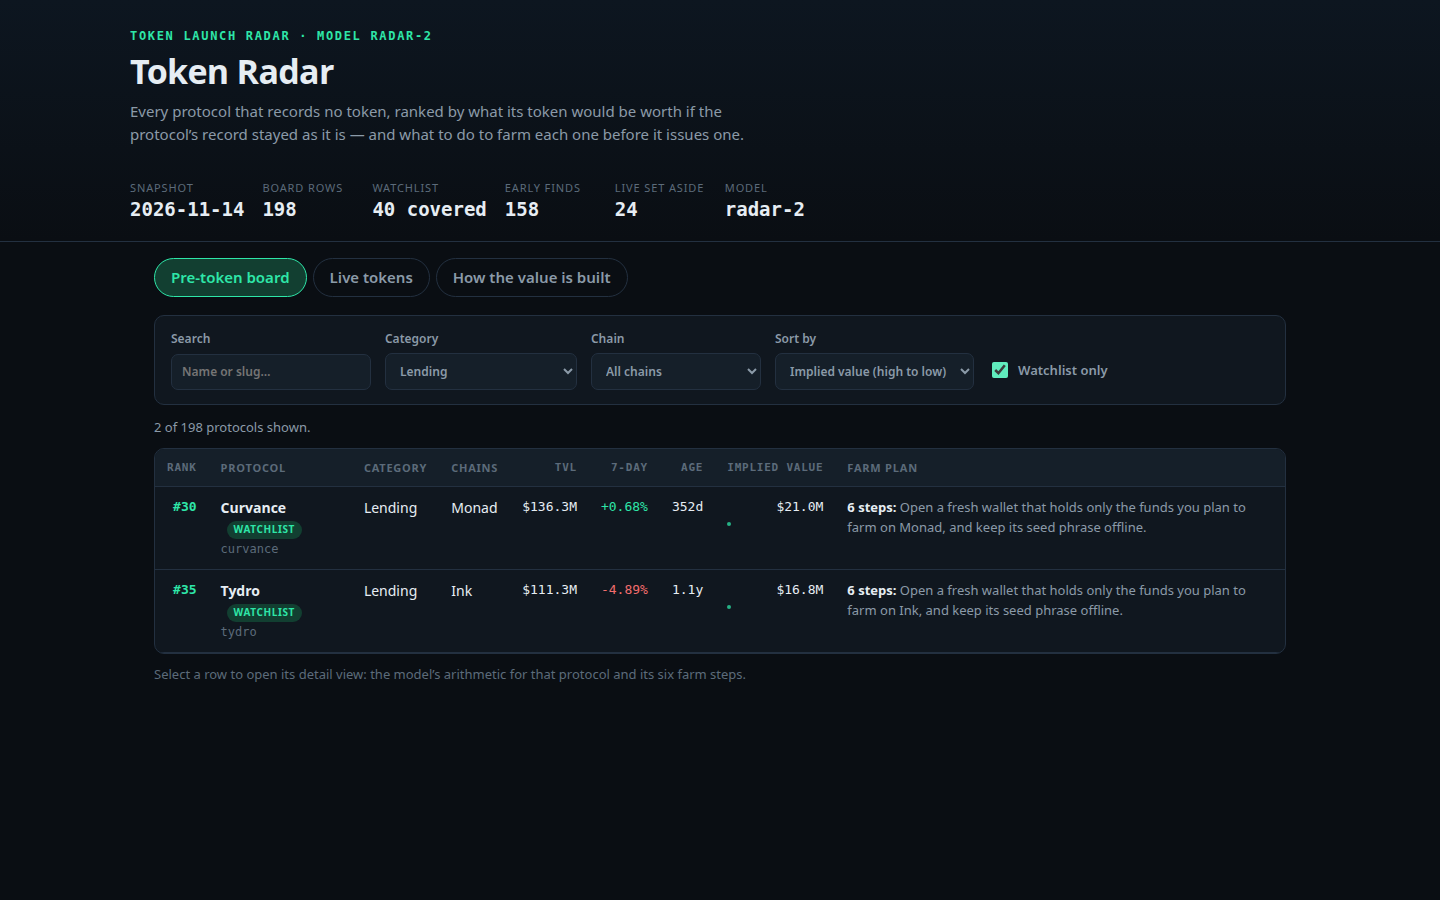 TOKEN LAUNCH RADAR · MODEL RADAR-2
Token Radar
Every protocol that records no token, ranked by what its token would be worth if the
protocol's record stayed as it is — and what to do to farm each one before it issues one.
SNAPSHOT BOARD ROWS WATCHLIST EARLY FINDS LIVE SET ASIDE MODEL
2026-11-14 198 40 covered 158 24 radar-2
Pre-token board Live tokens How the value is built
Search Category Chain Sort by
Name or slug... Lending All chains Implied value (high to low) Watchlist only
2 of 198 protocols shown.
RANK PROTOCOL CATEGORY CHAINS TVL 7-DAY AGE IMPLIED VALUE FARM PLAN
#30 Curvance Lending Monad $136.3M +0.68% 352d $21.0M 6 steps: Open a fresh wallet that holds only the funds you plan to
WATCHLIST farm on Monad, and keep its seed phrase offline.
curvance
#35 Tydro Lending Ink $111.3M -4.89% 1.1y $16.8M 6 steps: Open a fresh wallet that holds only the funds you plan to
WATCHLIST farm on Ink, and keep its seed phrase offline.
tydro
Select a row to open its detail view: the model's arithmetic for that protocol and its six farm steps.